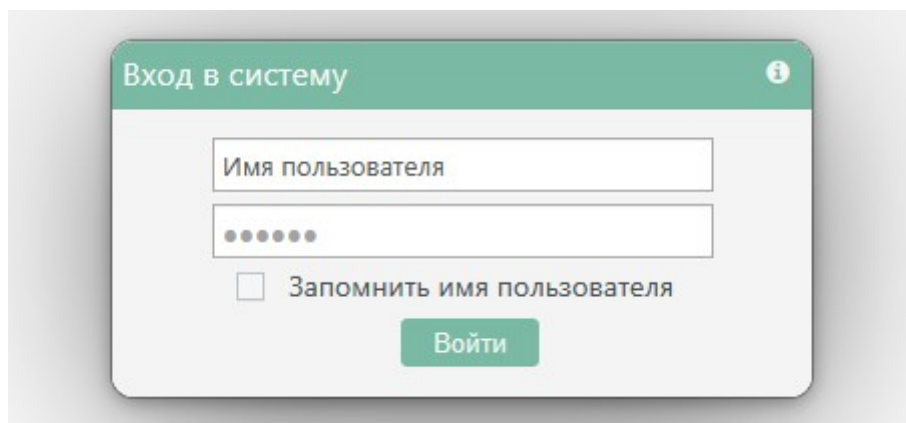 Вход в систему
Имя пользователя
••••••
Запомнить имя пользователя
Войти